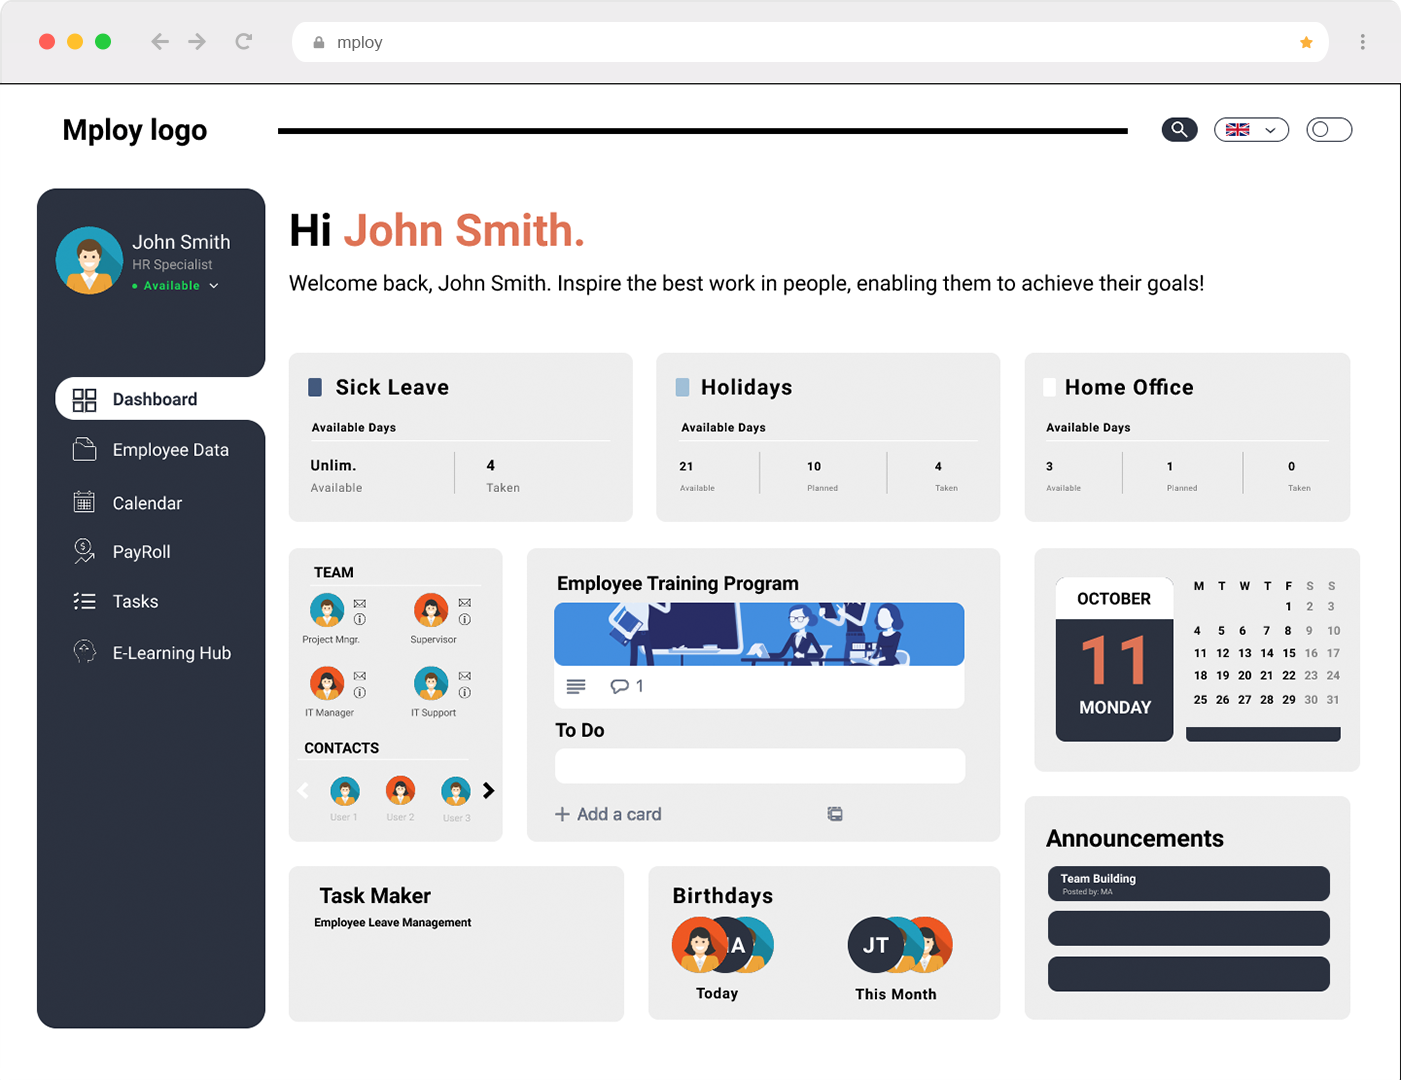 mploy
Mploy logo
John Smith
HR Specialist
Available
Dashboard
Employee Data
Calendar
PayRoll
Tasks
E-Learning Hub
Hi John Smith.
Welcome back, John Smith. Inspire the best work in people, enabling them to achieve their goals!
Sick Leave
Available Days
Unlim.
Available
4
Taken
Holidays
Available Days
21
Available
10
Planned
4
Taken
Home Office
Available Days
3
Available
1
Planned
0
Taken
TEAM
Project Mngr.
Supervisor
IT Manager
IT Support
CONTACTS
User 1
User 2
User 3
Employee Training Program
1
To Do
+ Add a card
OCTOBER
11
MONDAY
M T W T F S S
1 2 3
4 5 6 7 8 9 10
11 12 13 14 15 16 17
18 19 20 21 22 23 24
25 26 27 28 29 30 31
Announcements
Team Building
Posted by: MA
Task Maker
Employee Leave Management
Birthdays
A
Today
JT
This Month